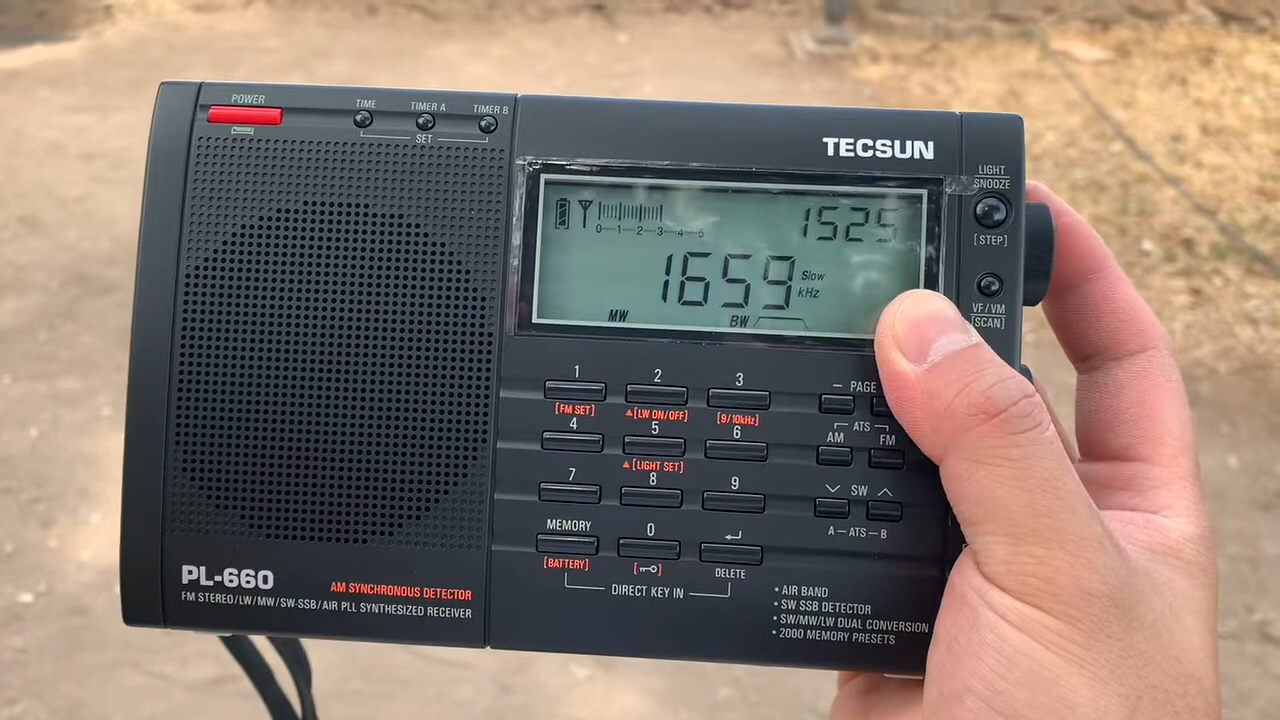 POWER
TIME TIMER A TIMER B
SET
TECSUN
LIGHT
SNOOZE
[STEP]
VF/VM
[SCAN]
1525
0 1 2 3 4 5
1659 Slow
kHz
MW BW
1 2 3
[FM SET] ▲[LW ON/OFF] [9/10kHz]
4 5 6
▲[LIGHT SET]
7 8 9
MEMORY 0
[BATTERY] DELETE
DIRECT KEY IN
— PAGE
ATS
AM FM
SW
A—ATS—B
PL-660
AM SYNCHRONOUS DETECTOR
FM STEREO/LW/MW/SW-SSB/AIR PLL SYNTHESIZED RECEIVER
• AIR BAND
• SW SSB DETECTOR
• SW/MW/LW DUAL CONVERSION
• 2000 MEMORY PRESETS